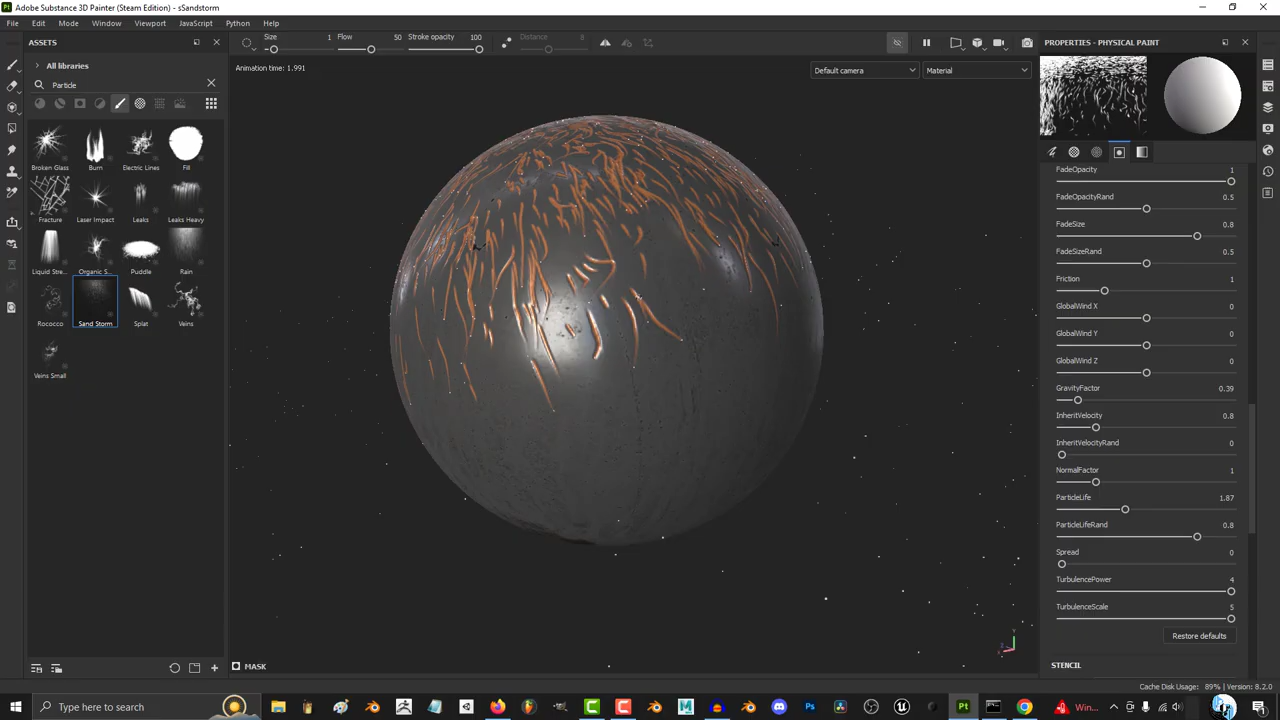 Adobe Substance 3D Painter (Steam Edition) - sSandstorm
File Edit Mode Window Viewport JavaScript Python Help
ASSETS
Size 1 Flow 50 Stroke opacity 100 Distance 8
PROPERTIES - PHYSICAL PAINT
All libraries
Particle
Animation time: 1.991
Default camera
Material
Broken Glass Burn Electric Lines Fill
Fracture Laser Impact Leaks Leaks Heavy
Liquid Stre... Organic S... Puddle Rain
Rococco Sand Storm Splat Veins
Veins Small
FadeOpacity 1
FadeOpacityRand 0.5
FadeSize 0.8
FadeSizeRand 0.5
Friction 1
GlobalWind X 0
GlobalWind Y 0
GlobalWind Z 0
GravityFactor 0.39
InheritVelocity 0.8
InheritVelocityRand 0
NormalFactor 1
ParticleLife 1.87
ParticleLifeRand 0.8
Spread 0
TurbulencePower 4
TurbulenceScale 5
Restore defaults
STENCIL
MASK
Cache Disk Usage: 89% | Version: 8.2.0
Type here to search
Win...